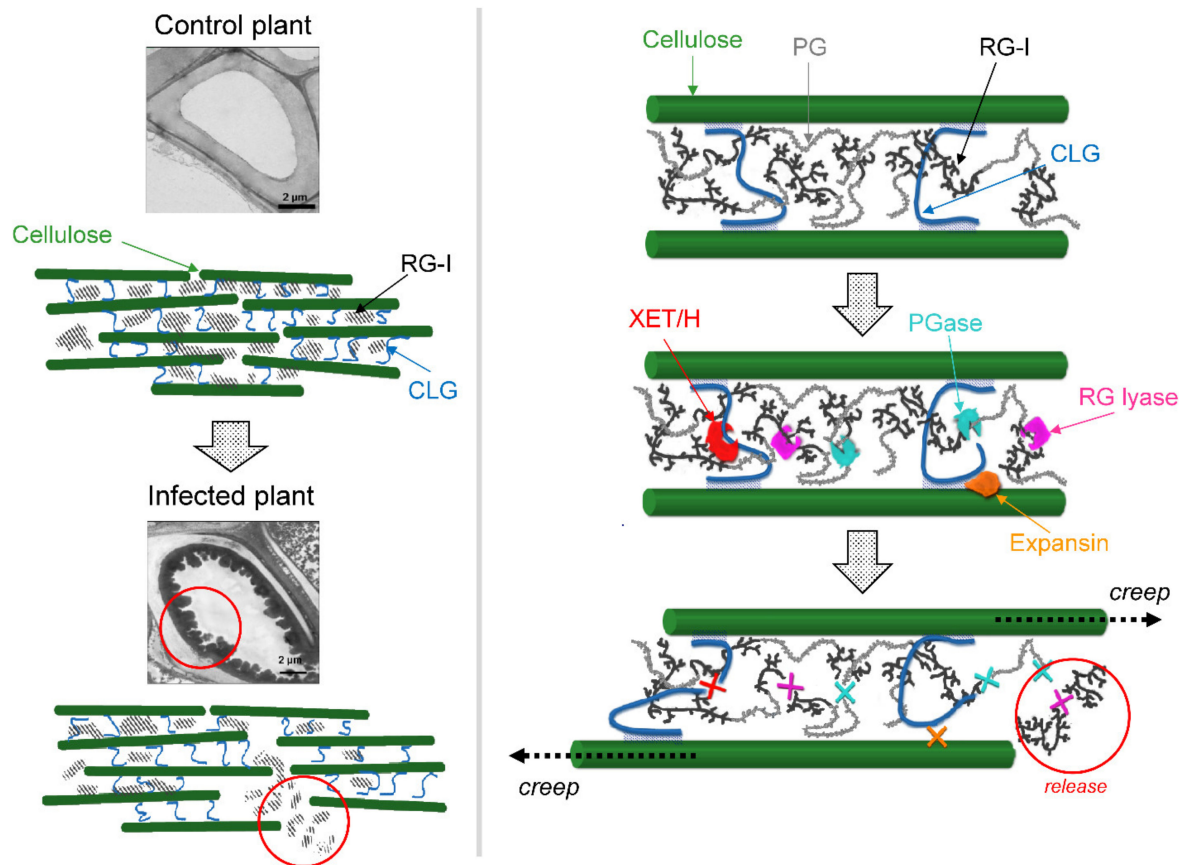 Control plant
2 µm
Cellulose
RG-I
CLG
Infected plant
2 µm
Cellulose
PG
RG-I
CLG
XET/H
PGase
RG lyase
Expansin
creep
creep
release